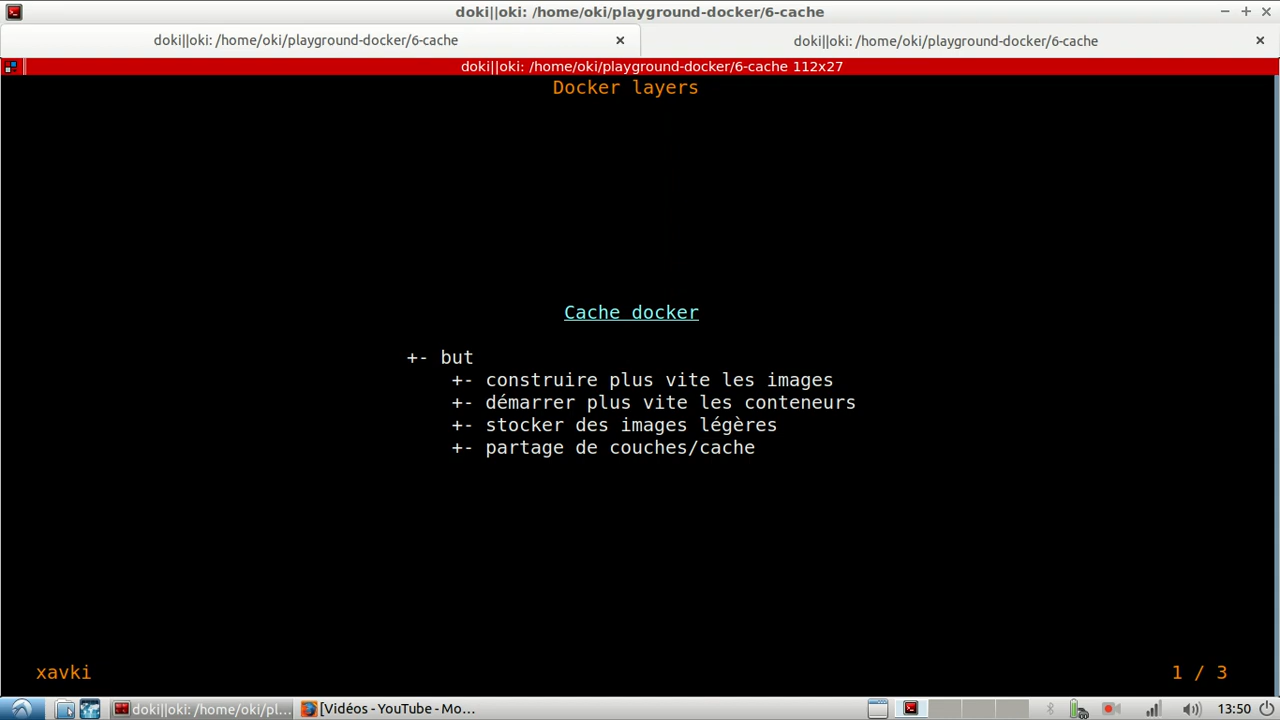 doki||oki: /home/oki/playground-docker/6-cache
doki||oki: /home/oki/playground-docker/6-cache
doki||oki: /home/oki/playground-docker/6-cache
doki||oki: /home/oki/playground-docker/6-cache 112x27
Docker layers
Cache docker
+- but
+- construire plus vite les images
+- démarrer plus vite les conteneurs
+- stocker des images légères
+- partage de couches/cache
xavki
1 / 3
doki||oki: /home/oki/pl...
[Vidéos - YouTube - Mo...
13:50